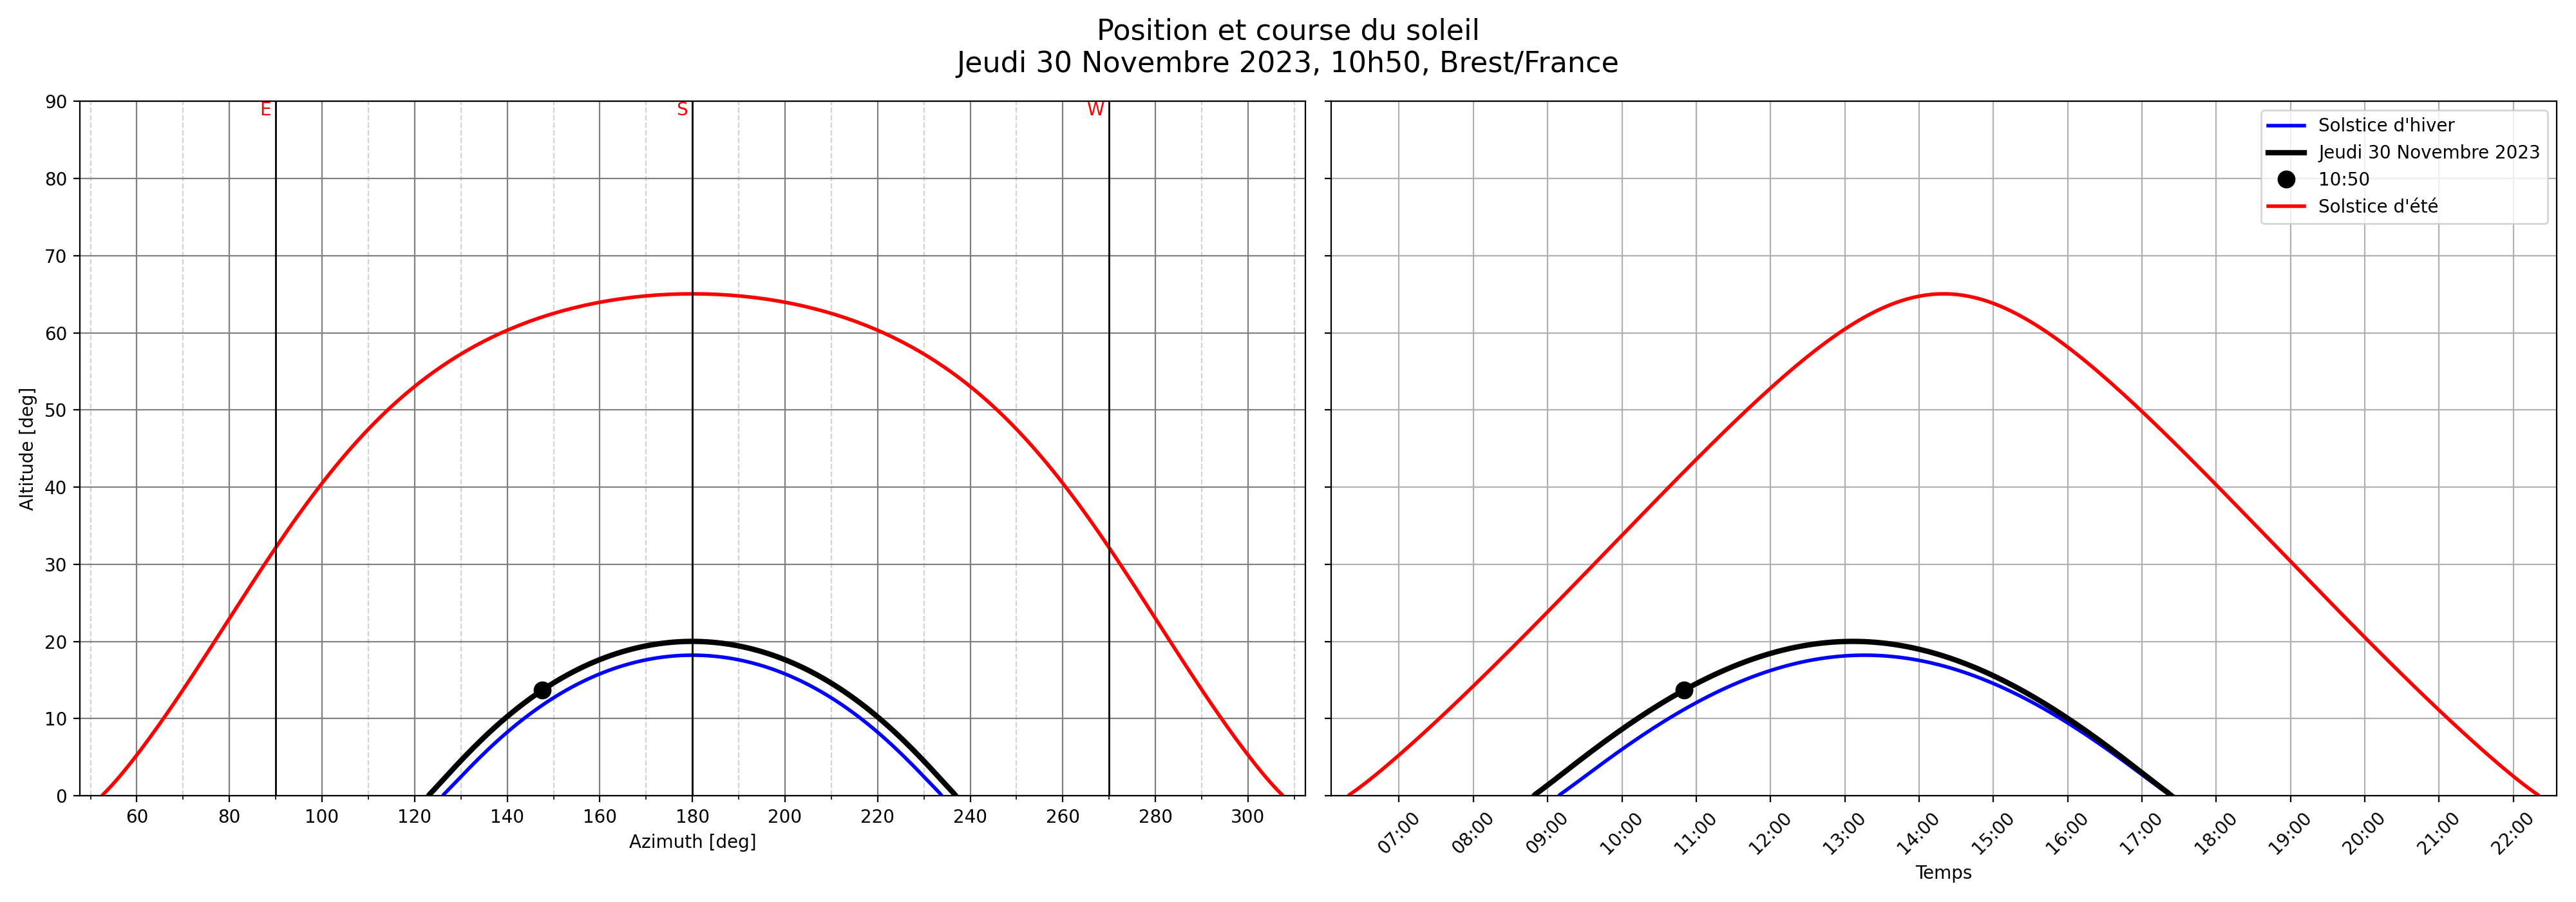 Position et course du soleil
Jeudi 30 Novembre 2023, 10h50, Brest/France
E
S
W
90
80
70
60
50
40
30
20
10
0
Altitude [deg]
60 80 100 120 140 160 180 200 220 240 260 280 300
Azimuth [deg]
Solstice d'hiver
Jeudi 30 Novembre 2023
10:50
Solstice d'été
07:00 08:00 09:00 10:00 11:00 12:00 13:00 14:00 15:00 16:00 17:00 18:00 19:00 20:00 21:00 22:00
Temps